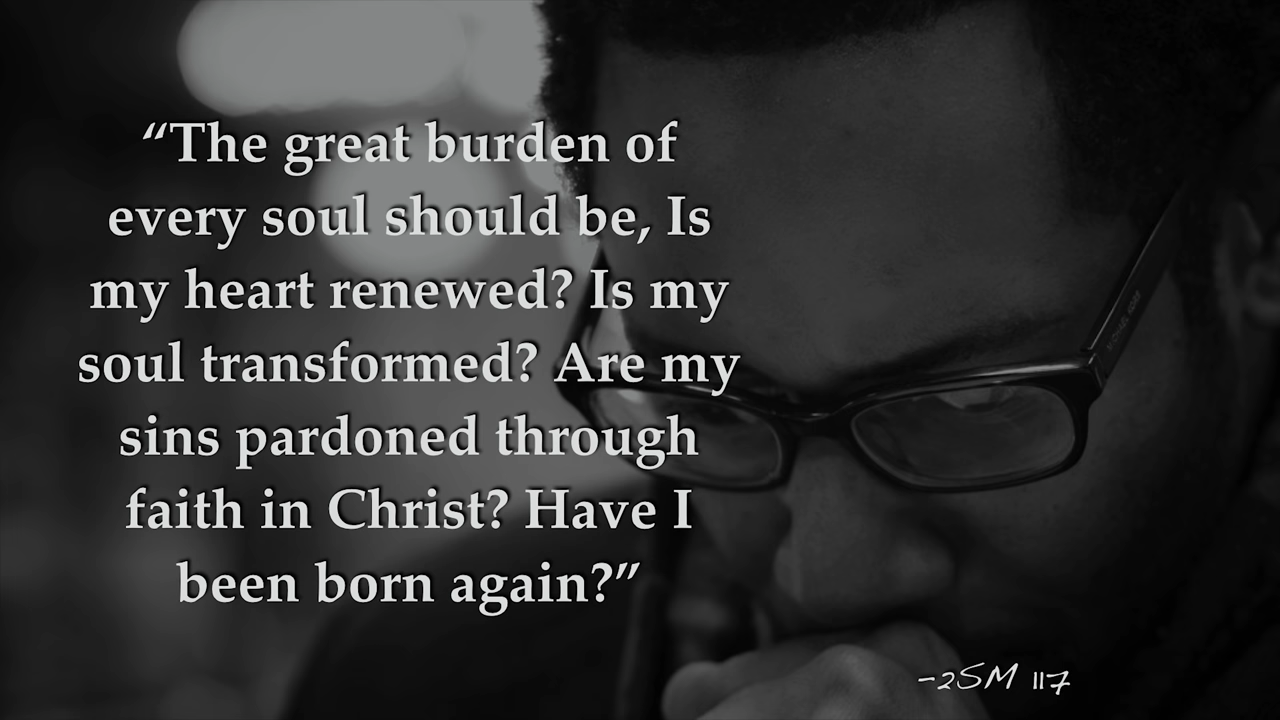 “The great burden of
every soul should be, Is
my heart renewed? Is my
soul transformed? Are my
sins pardoned through
faith in Christ? Have I
been born again?”
-2SM 117